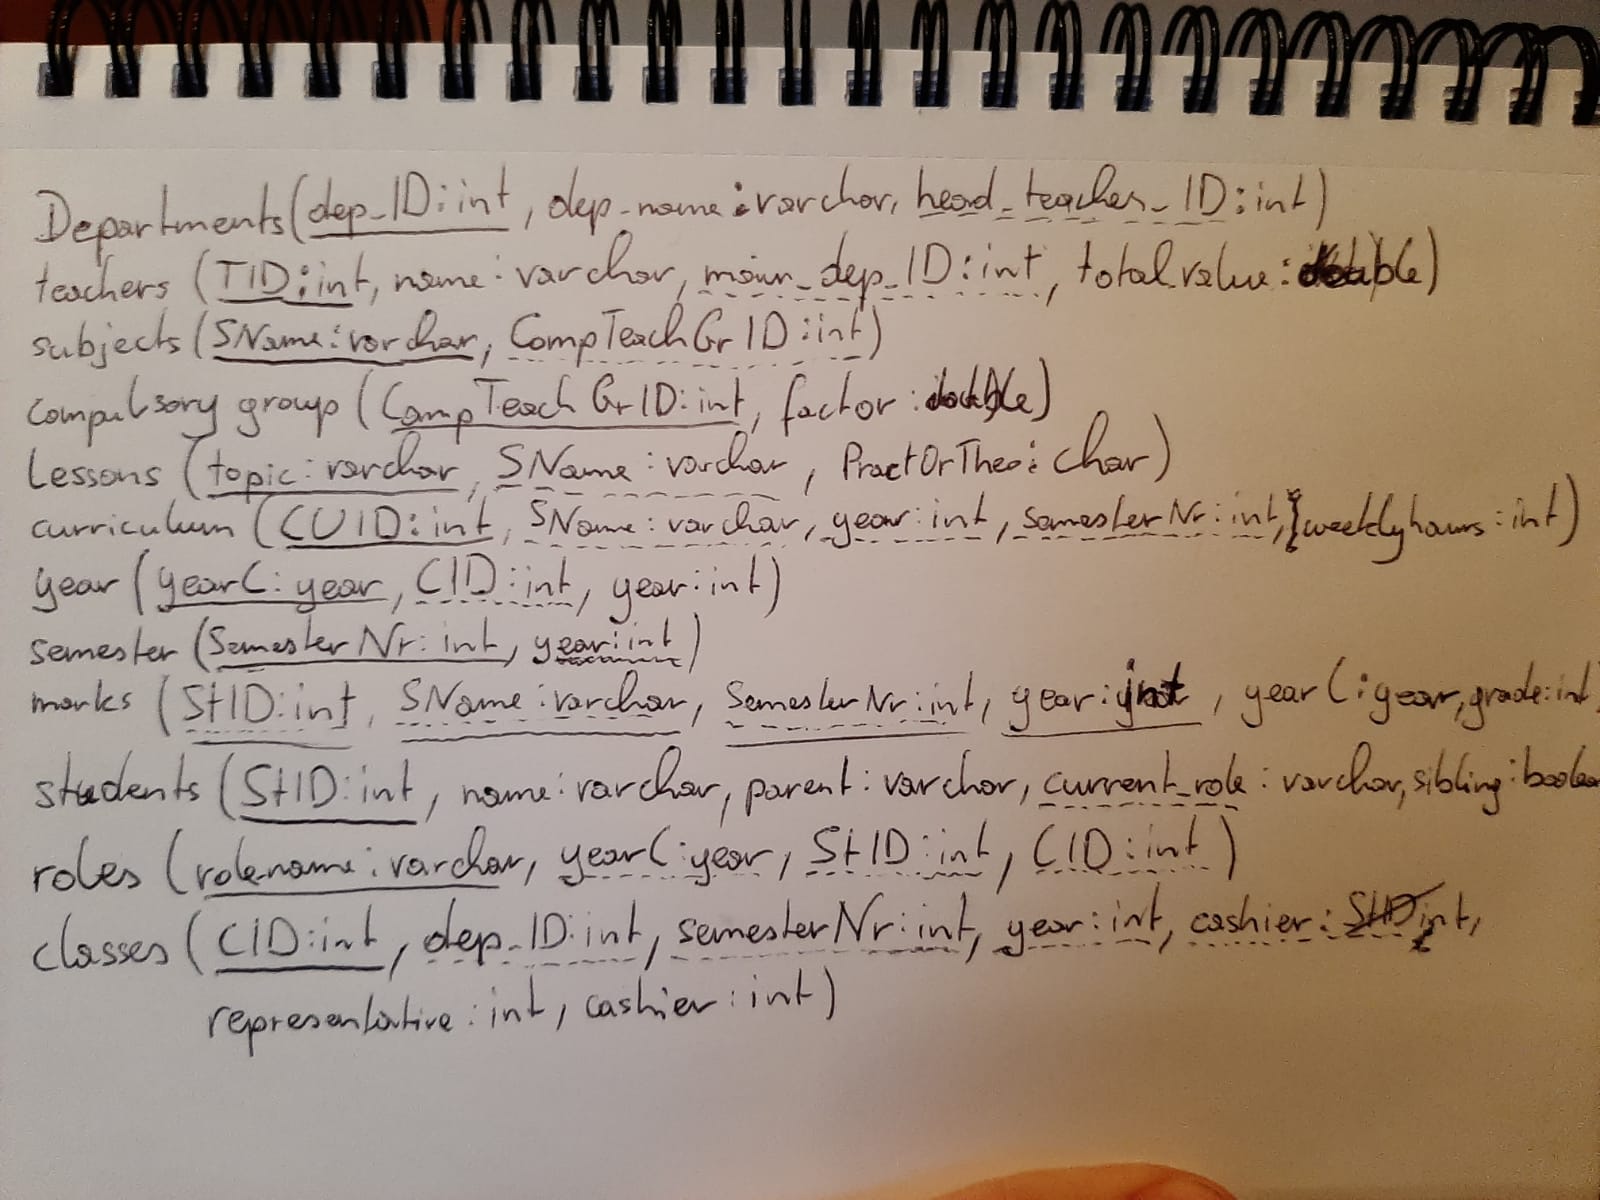 Departments(dep_ID:int, dep_name:varchar, head_teacher_ID:int)
teachers (TID:int, name:varchar, main_dep_ID:int, total_value:double)
subjects (SName:varchar, CompTeachGrID:int)
compulsory group (CompTeachGrID:int, factor:double)
Lessons (topic:varchar, SName:varchar, PractOrTheo:char)
curriculum (CUID:int, SName:varchar, year:int, semesterNr:int, weeklyhours:int)
year (yearC:year, CID:int, year:int)
semester (SemesterNr:int, year:int)
marks (StID:int, SName:varchar, SemesterNr:int, year:int, yearC:year, grade:int)
students (StID:int, name:varchar, parent:varchar, current_role:varchar, sibling:boolea
roles (rolename:varchar, yearC:year, StID:int, CID:int)
classes (CID:int, dep_ID:int, semesterNr:int, year:int, cashier:int,
representative:int, cashier:int)